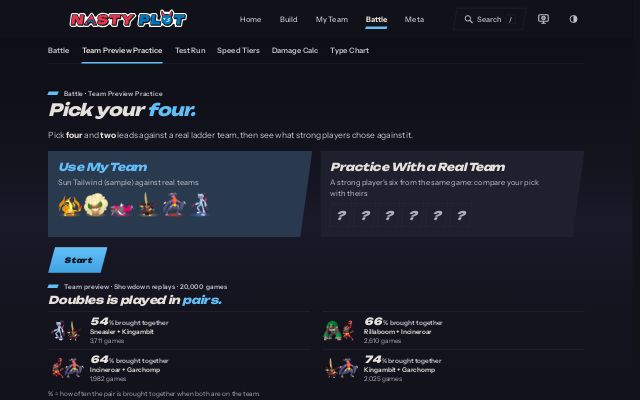 NASTY PLOT
Home Build My Team Battle Meta Search /
Battle Team Preview Practice Test Run Speed Tiers Damage Calc Type Chart
Battle · Team Preview Practice
Pick your four.
Pick four and two leads against a real ladder team, then see what strong players chose against it.
Use My Team
Sun Tailwind (sample) against real teams
Practice With a Real Team
A strong player's six from the same game: compare your pick
with theirs
? ? ? ? ? ?
Start
Team preview · Showdown replays · 20,000 games
Doubles is played in pairs.
54% brought together
Sneasler + Kingambit
3,711 games
66% brought together
Rillaboom + Incineroar
2,610 games
64% brought together
Incineroar + Garchomp
1,982 games
74% brought together
Kingambit + Garchomp
2,025 games
% = how often the pair is brought together when both are on the team.